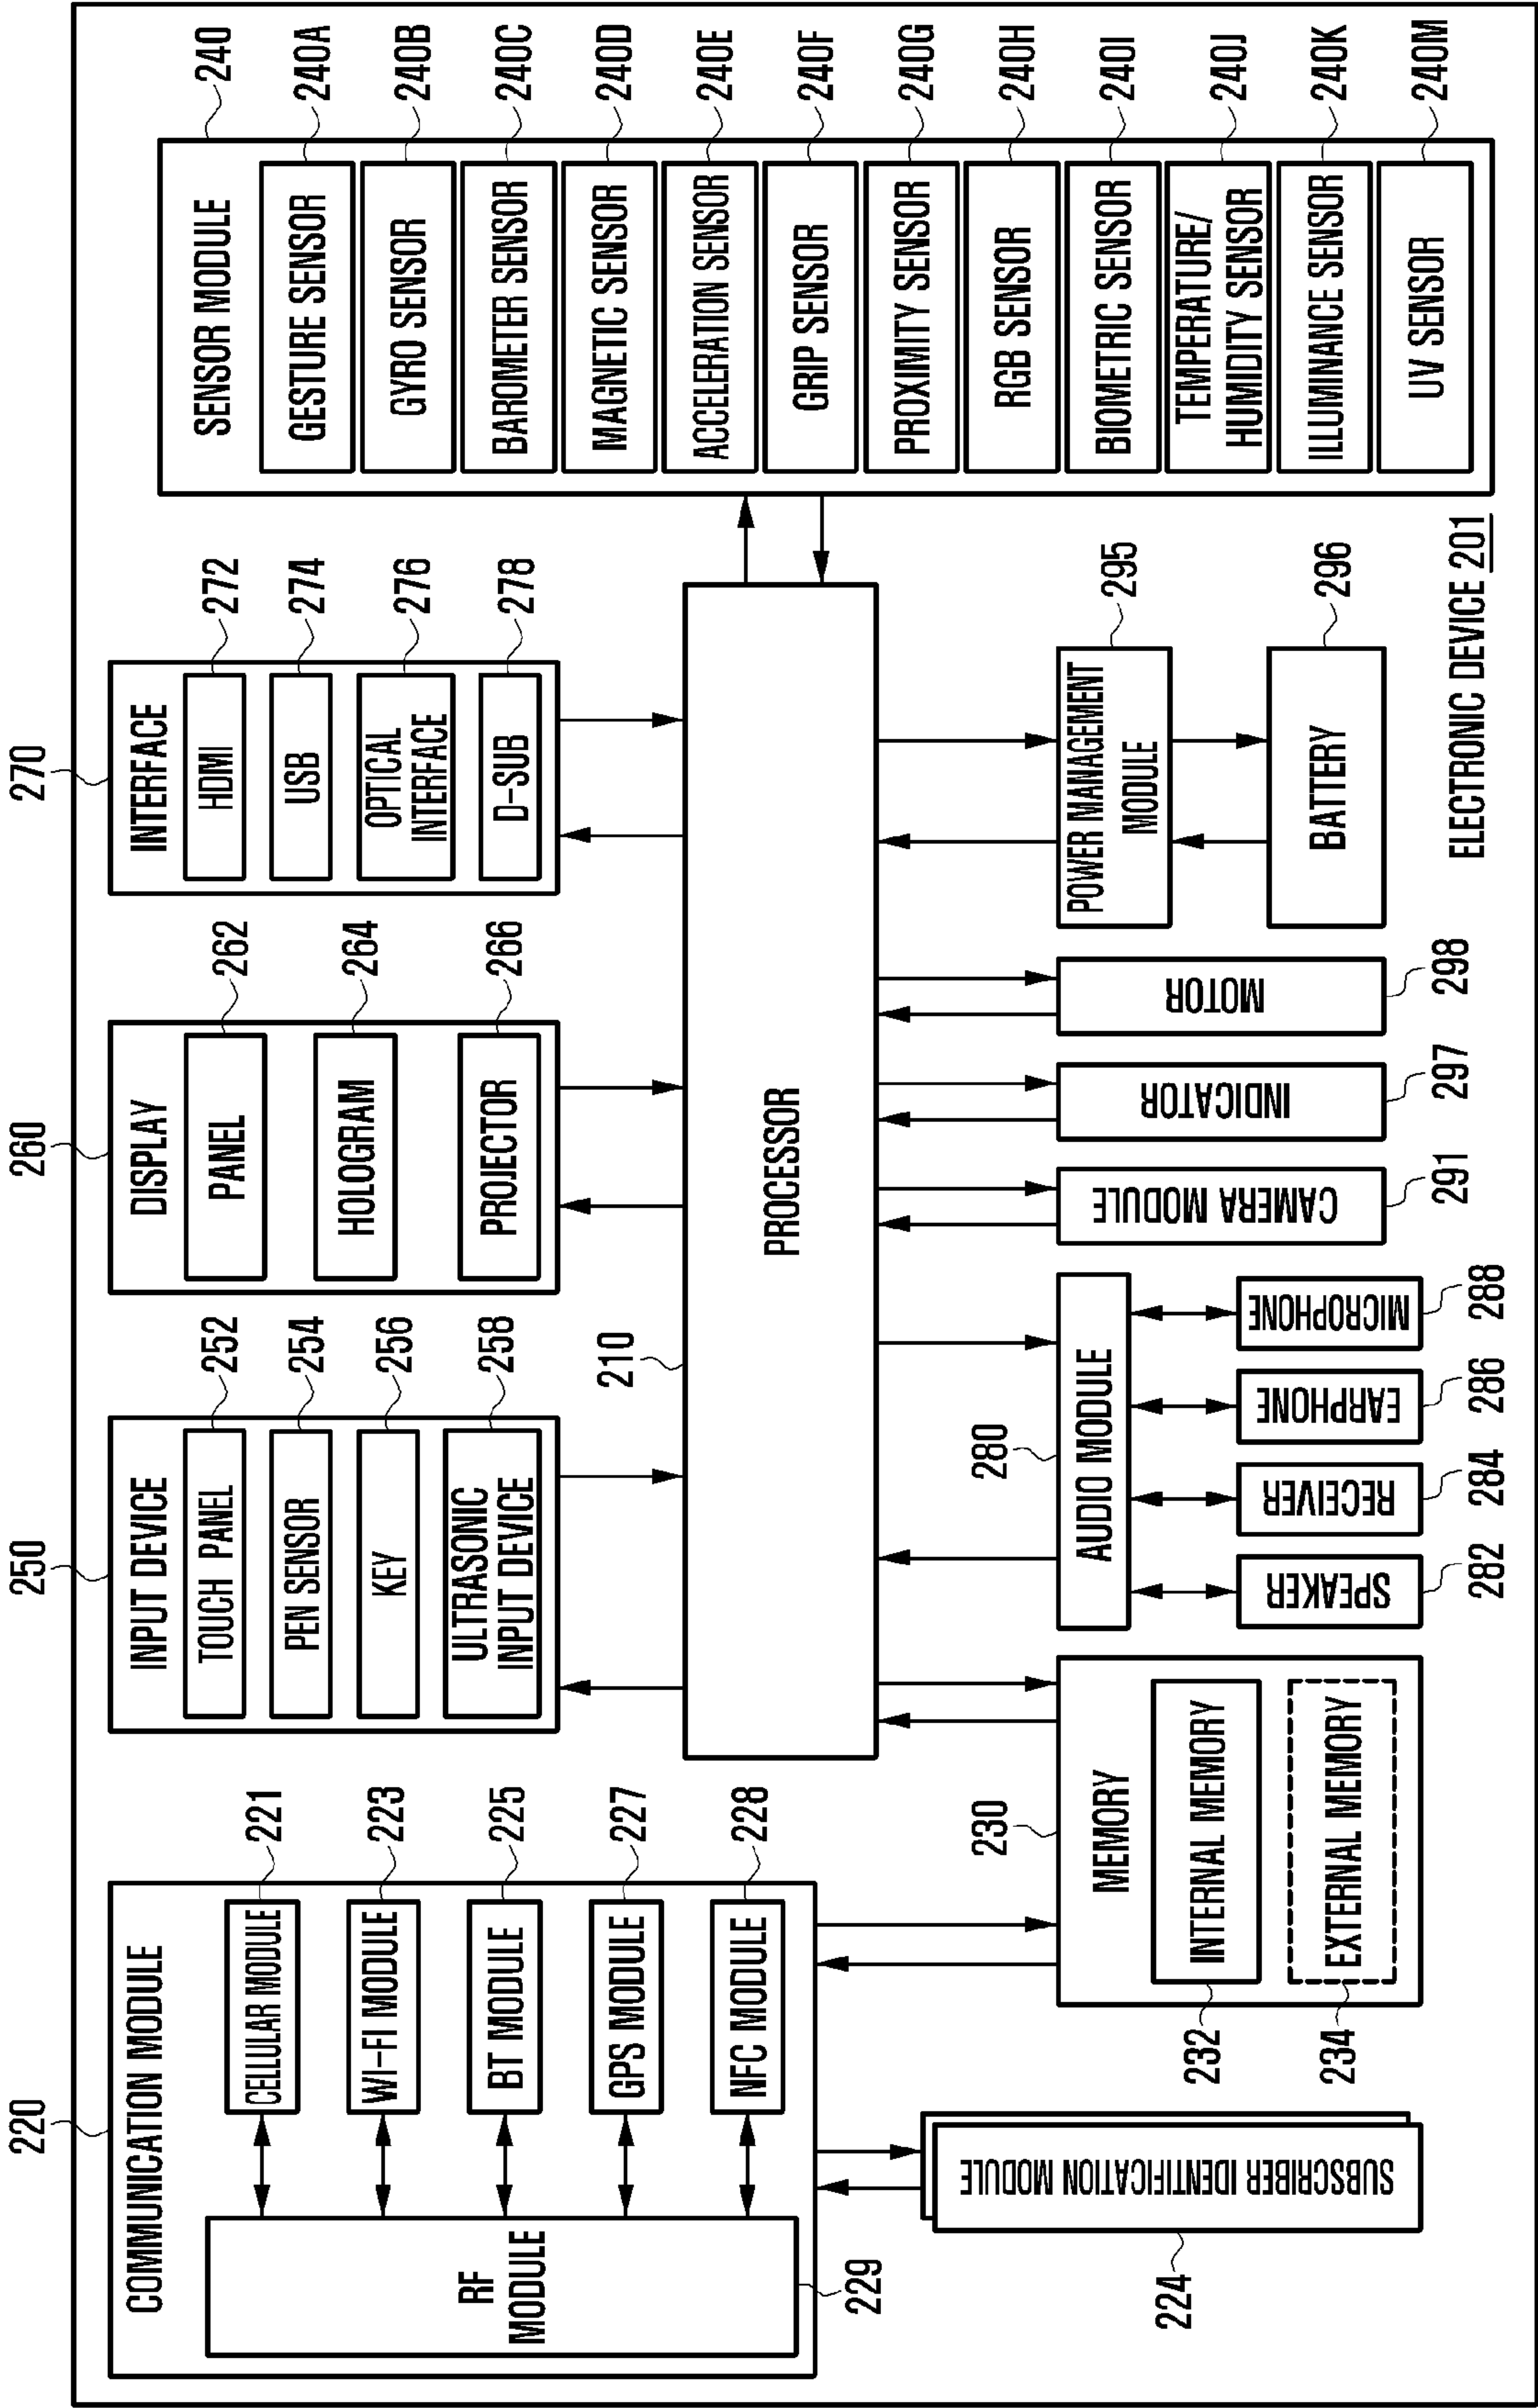 220
COMMUNICATION MODULE
RF
MODULE
229
CELLULAR MODULE
221
WI-FI MODULE
223
BT MODULE
225
GPS MODULE
227
NFC MODULE
228
SUBSCRIBER IDENTIFICATION MODULE
224
250
INPUT DEVICE
TOUCH PANEL
252
PEN SENSOR
254
KEY
256
ULTRASONIC
INPUT DEVICE
258
260
DISPLAY
PANEL
262
HOLOGRAM
264
PROJECTOR
266
270
INTERFACE
HDMI
272
USB
274
OPTICAL
INTERFACE
276
D-SUB
278
240
SENSOR MODULE
GESTURE SENSOR
240A
GYRO SENSOR
240B
BAROMETER SENSOR
240C
MAGNETIC SENSOR
240D
ACCELERATION SENSOR
240E
GRIP SENSOR
240F
PROXIMITY SENSOR
240G
RGB SENSOR
240H
BIOMETRIC SENSOR
240I
TEMPERATURE/
HUMIDITY SENSOR
240J
ILLUMINANCE SENSOR
240K
UV SENSOR
240M
210
PROCESSOR
230
MEMORY
INTERNAL MEMORY
232
EXTERNAL MEMORY
234
280
AUDIO MODULE
SPEAKER
282
RECEIVER
284
EARPHONE
286
MICROPHONE
288
CAMERA MODULE
291
INDICATOR
297
MOTOR
298
POWER MANAGEMENT
MODULE
295
BATTERY
296
ELECTRONIC DEVICE 201